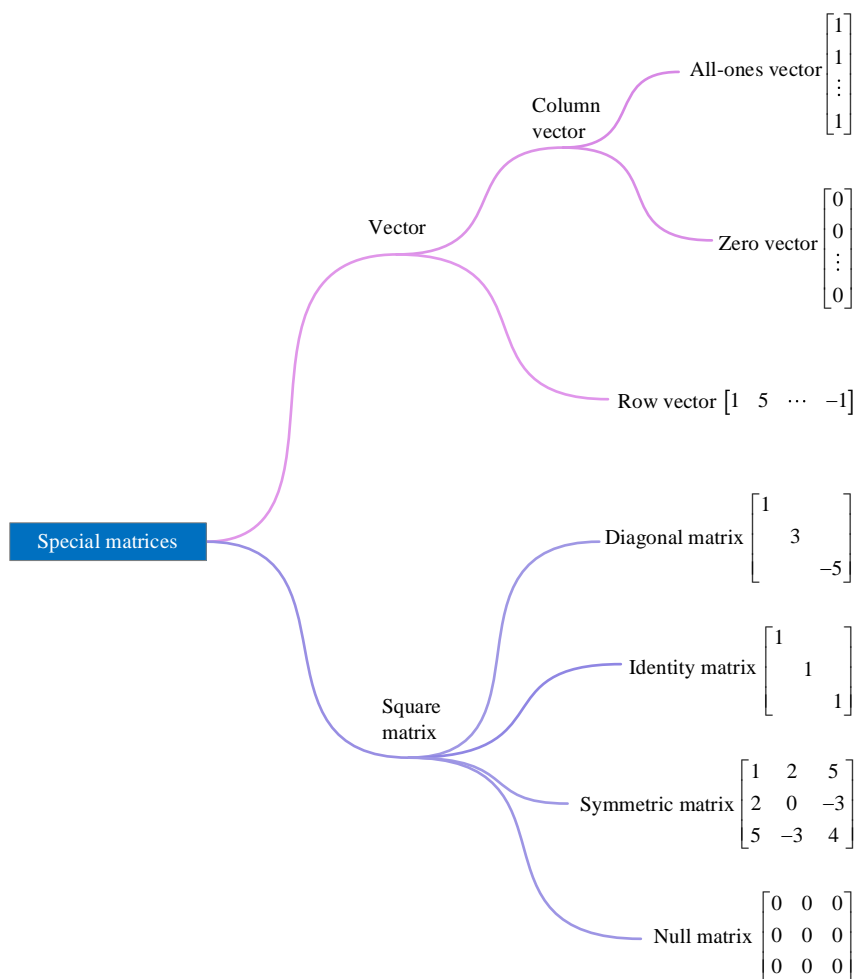 All-ones vector [1
1
⋮
1]
Column
vector
Zero vector [0
0
⋮
0]
Vector
Row vector [1 5 ⋯ −1]
Special matrices
Diagonal matrix [1
3
−5]
Identity matrix [1
1
1]
Square
matrix
Symmetric matrix [1 2 5
2 0 −3
5 −3 4]
Null matrix [0 0 0
0 0 0
0 0 0]